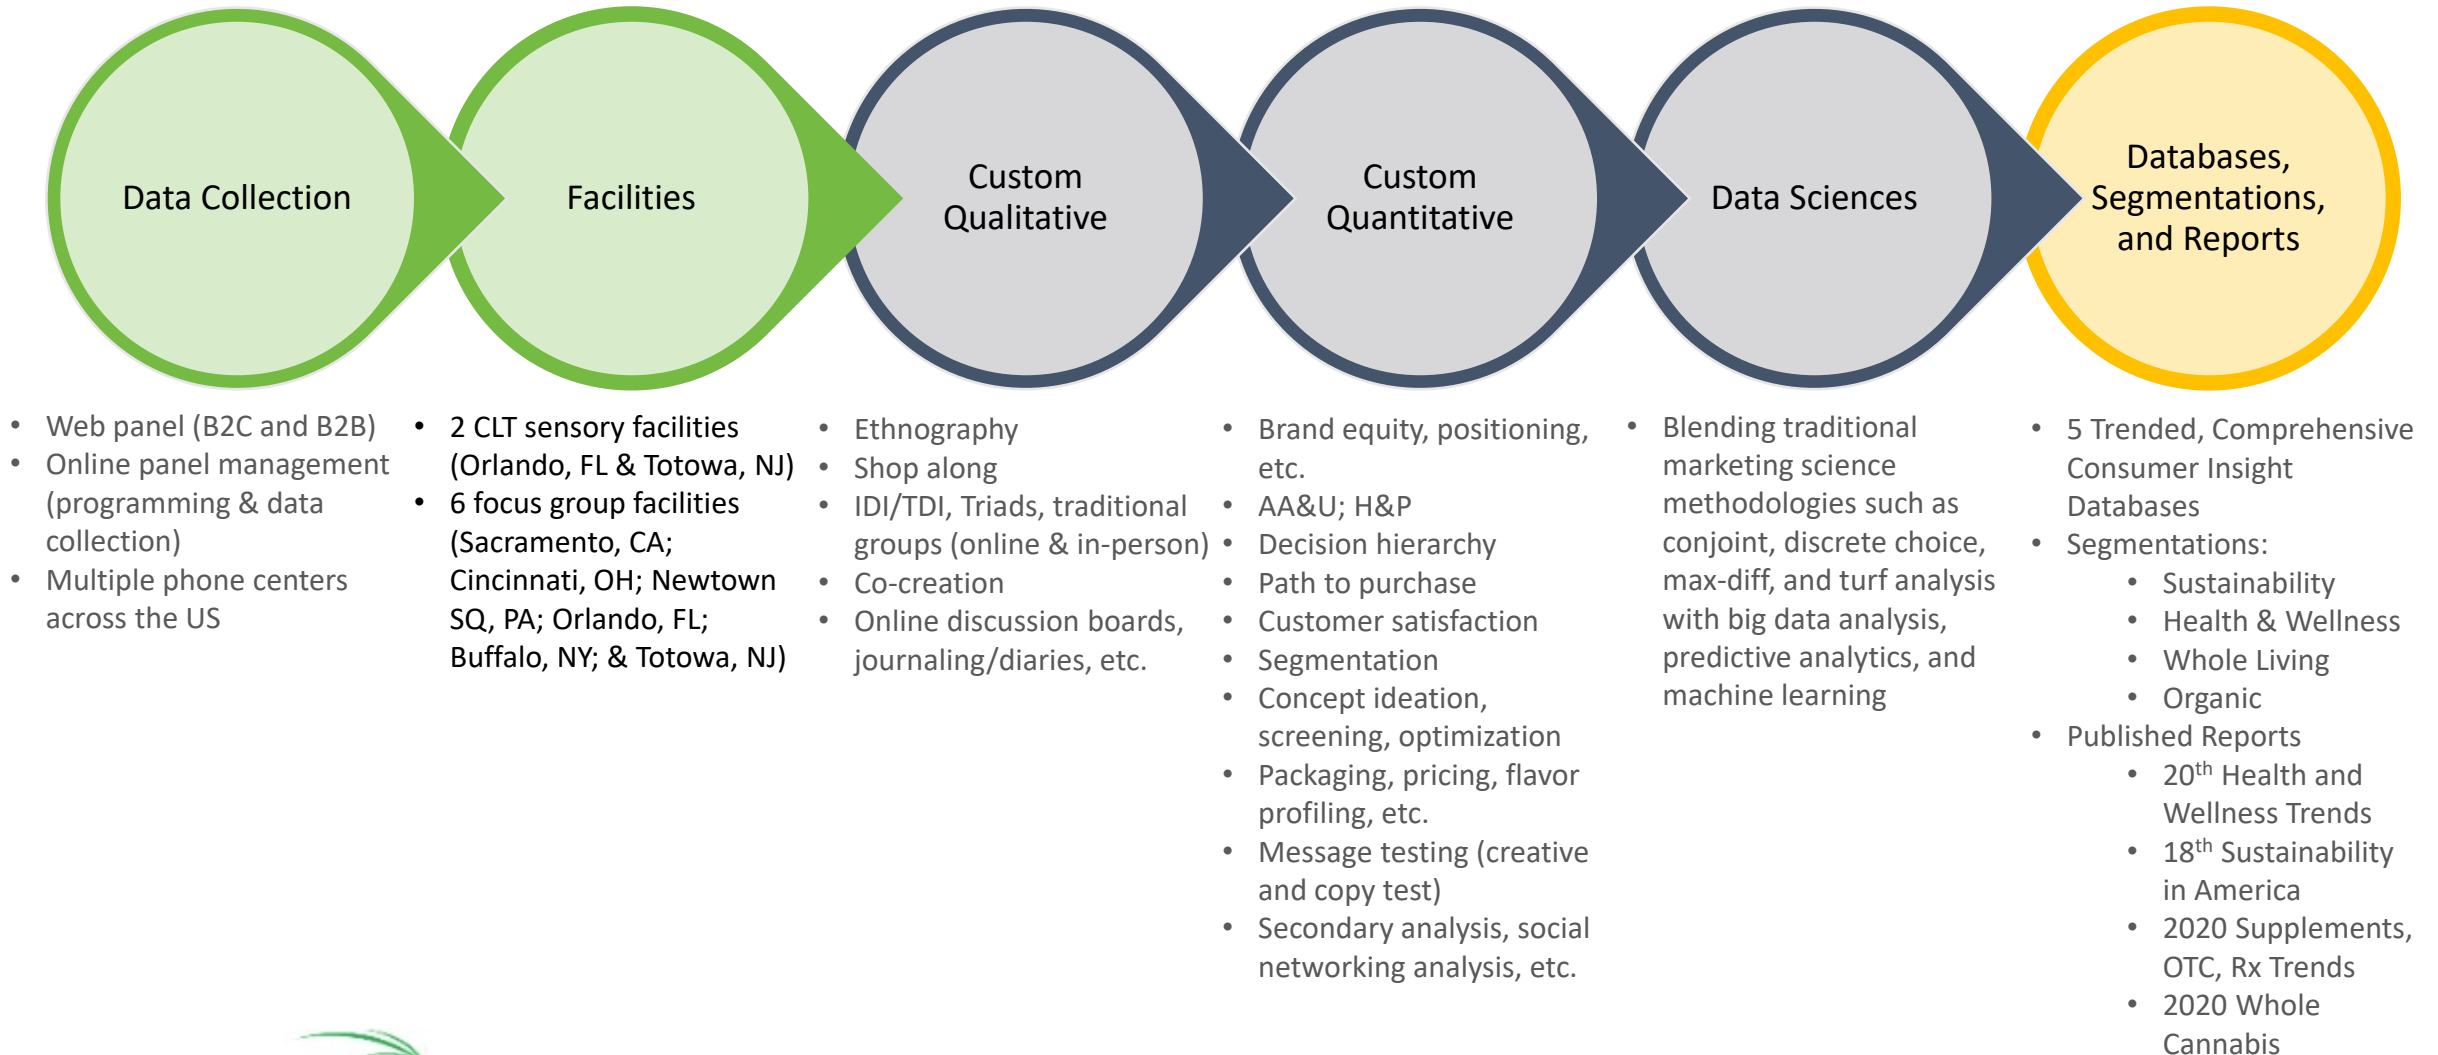 Data Collection
Facilities
Custom
Qualitative
Custom
Quantitative
Data Sciences
Databases,
Segmentations,
and Reports
• Web panel (B2C and B2B)
• Online panel management
(programming & data
collection)
• Multiple phone centers
across the US
• 2 CLT sensory facilities
(Orlando, FL & Totowa, NJ)
• 6 focus group facilities
(Sacramento, CA;
Cincinnati, OH; Newtown
SQ, PA; Orlando, FL;
Buffalo, NY; & Totowa, NJ)
• Ethnography
• Shop along
• IDI/TDI, Triads, traditional
groups (online & in-person)
• Co-creation
• Online discussion boards,
journaling/diaries, etc.
• Brand equity, positioning,
etc.
• AA&U; H&P
• Decision hierarchy
• Path to purchase
• Customer satisfaction
• Segmentation
• Concept ideation,
screening, optimization
• Packaging, pricing, flavor
profiling, etc.
• Message testing (creative
and copy test)
• Secondary analysis, social
networking analysis, etc.
• Blending traditional
marketing science
methodologies such as
conjoint, discrete choice,
max-diff, and turf analysis
with big data analysis,
predictive analytics, and
machine learning
• 5 Trended, Comprehensive
Consumer Insight
Databases
• Segmentations:
• Sustainability
• Health & Wellness
• Whole Living
• Organic
• Published Reports
• 20th Health and
Wellness Trends
• 18th Sustainability
in America
• 2020 Supplements,
OTC, Rx Trends
• 2020 Whole
Cannabis